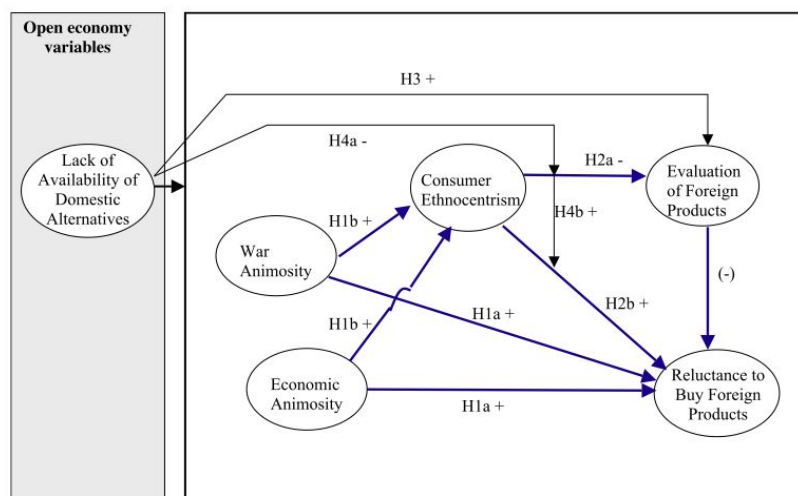 Open economy
variables
H3 +
H4a -
Lack of
Availability of
Domestic
Alternatives
Consumer
Ethnocentrism
H2a -
Evaluation
of Foreign
Products
H1b +
H4b +
War
Animosity
(-)
H1b +
H1a +
H2b +
Economic
Animosity
H1a +
Reluctance to
Buy Foreign
Products